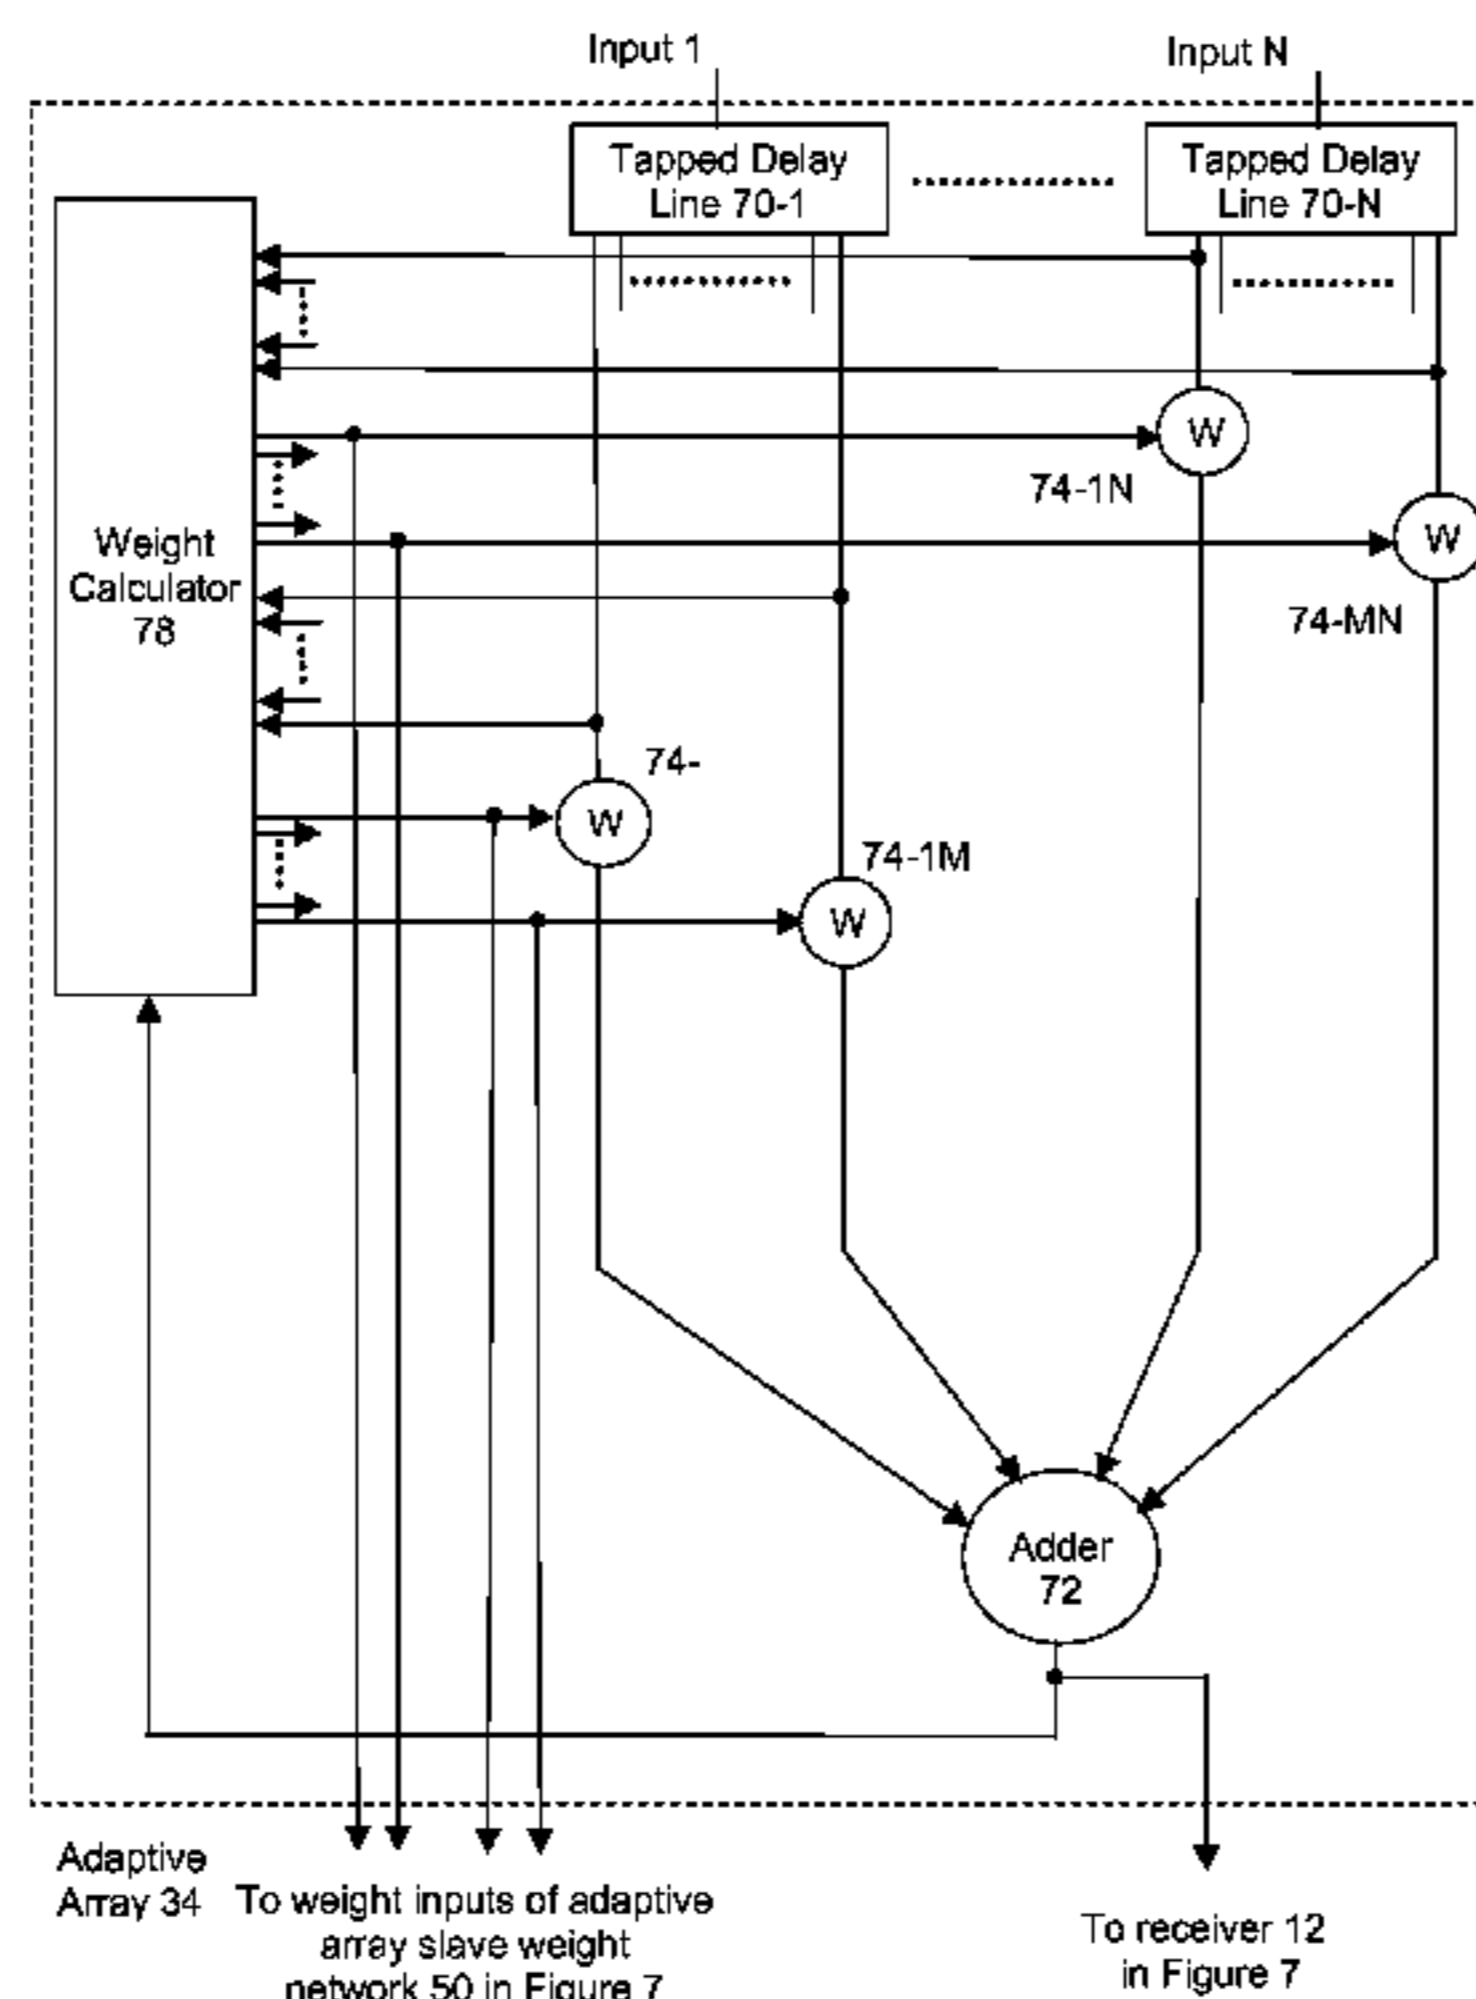 Input 1
Input N
Tapped Delay
Line 70-1
Tapped Delay
Line 70-N
W
74-1N
W
74-MN
Weight
Calculator
78
74-
W
74-1M
W
Adder
72
Adaptive
Array 34
To weight inputs of adaptive
array slave weight
network 50 in Figure 7
To receiver 12
in Figure 7